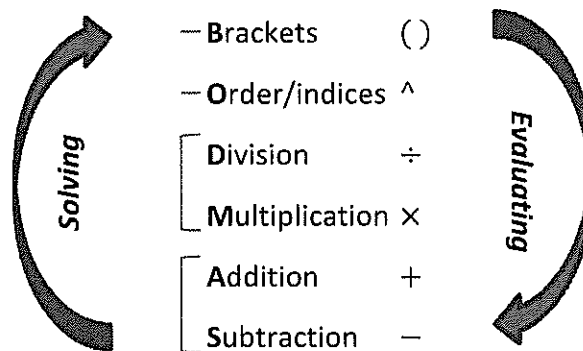 Solving
– Brackets ( )
– Order/indices ^
Division ÷
Multiplication ×
Addition +
Subtraction –
Evaluating